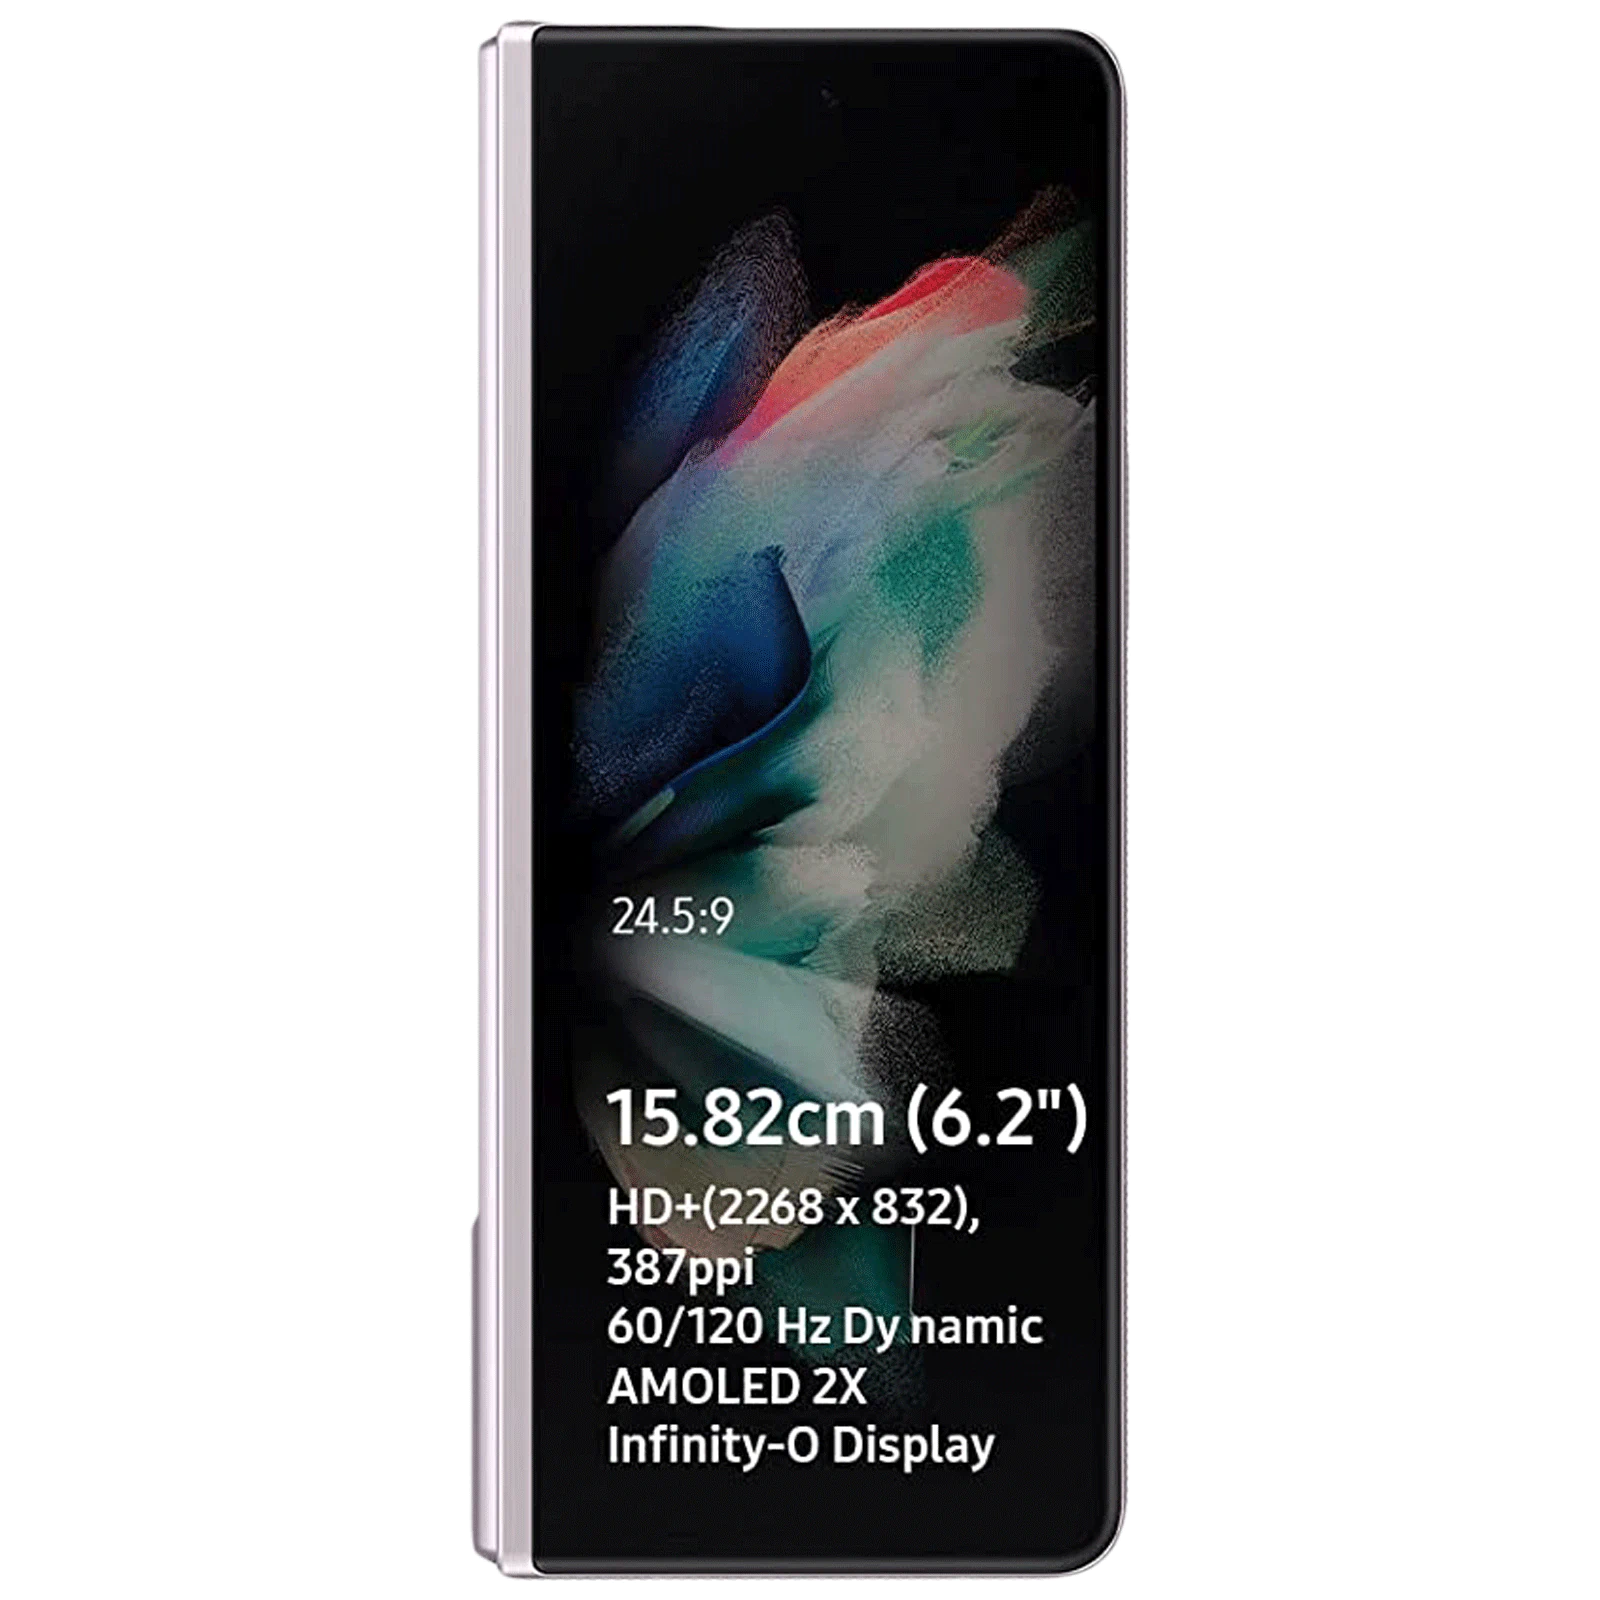 24.5:9
15.82cm (6.2")
HD+(2268 x 832),
387ppi
60/120 Hz Dy namic
AMOLED 2X
Infinity-O Display